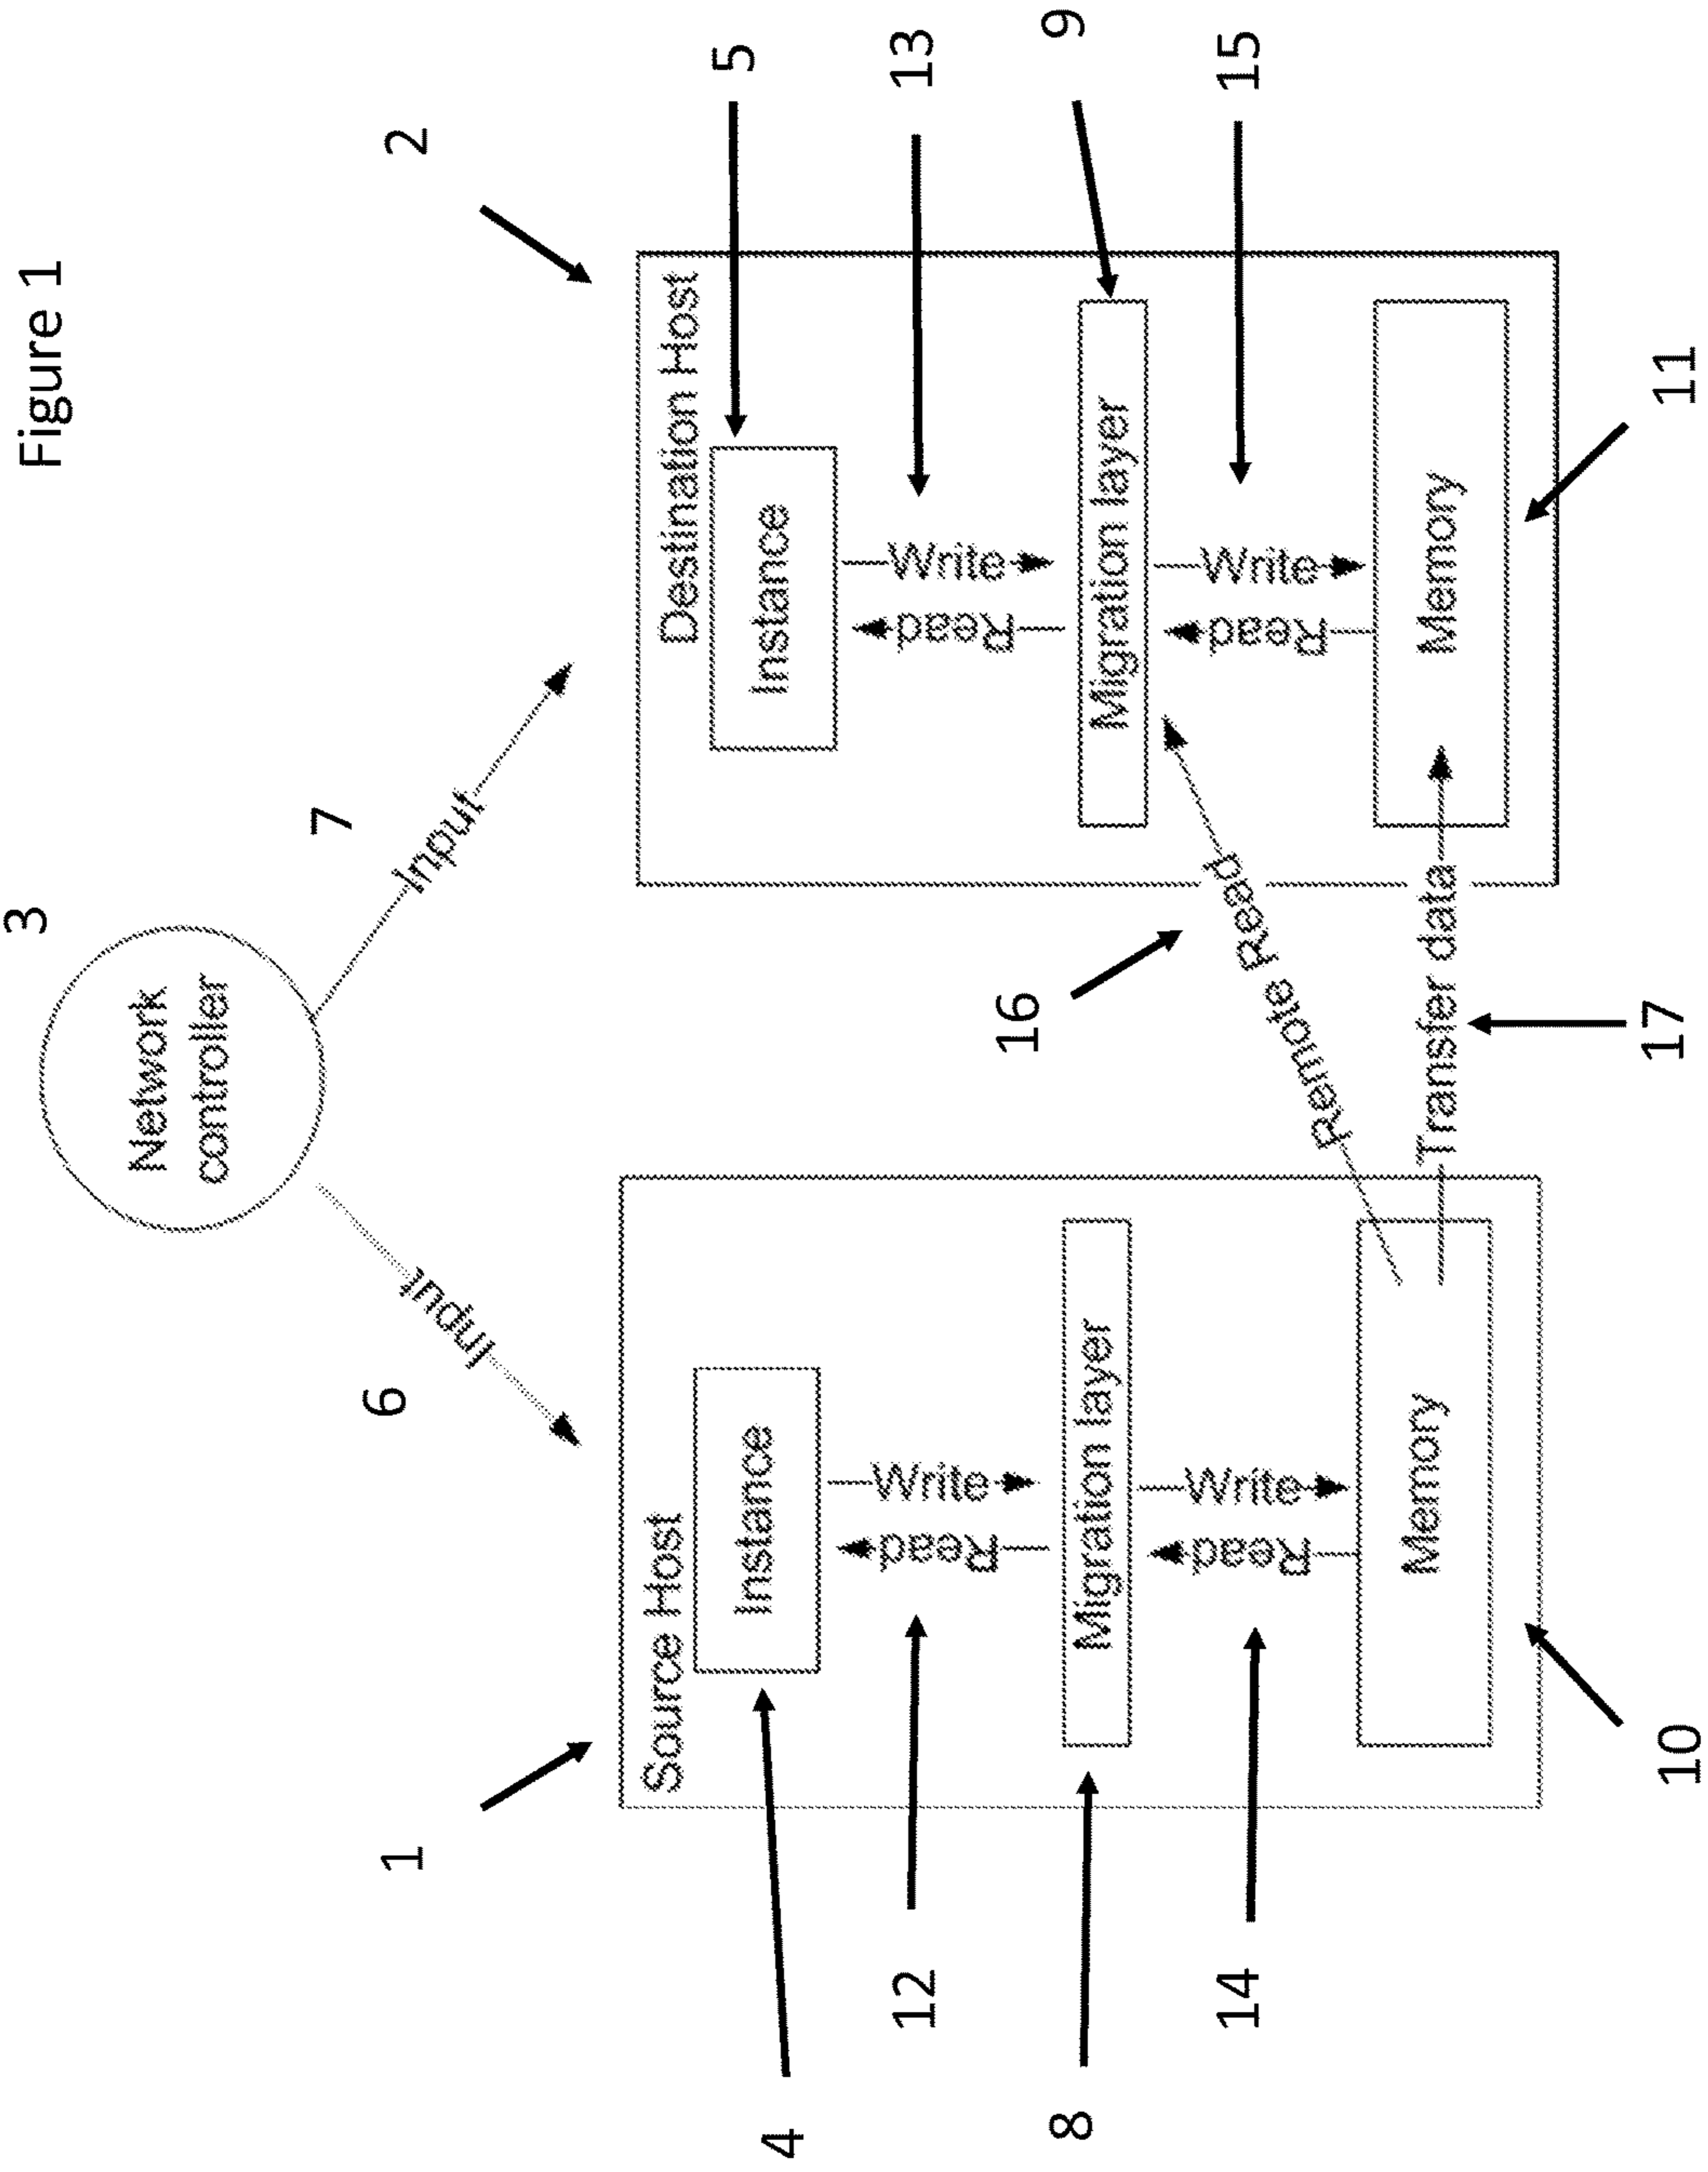 Figure 1
3
Network
controller
6
Input
7
Input
1
2
Source Host
Destination Host
4
Instance
Instance
5
12
Read
Write
Read
Write
13
8
Migration layer
16
Migration layer
9
14
Read
Write
Remote Read
Read
Write
15
Memory
Transfer data
Memory
10
17
11